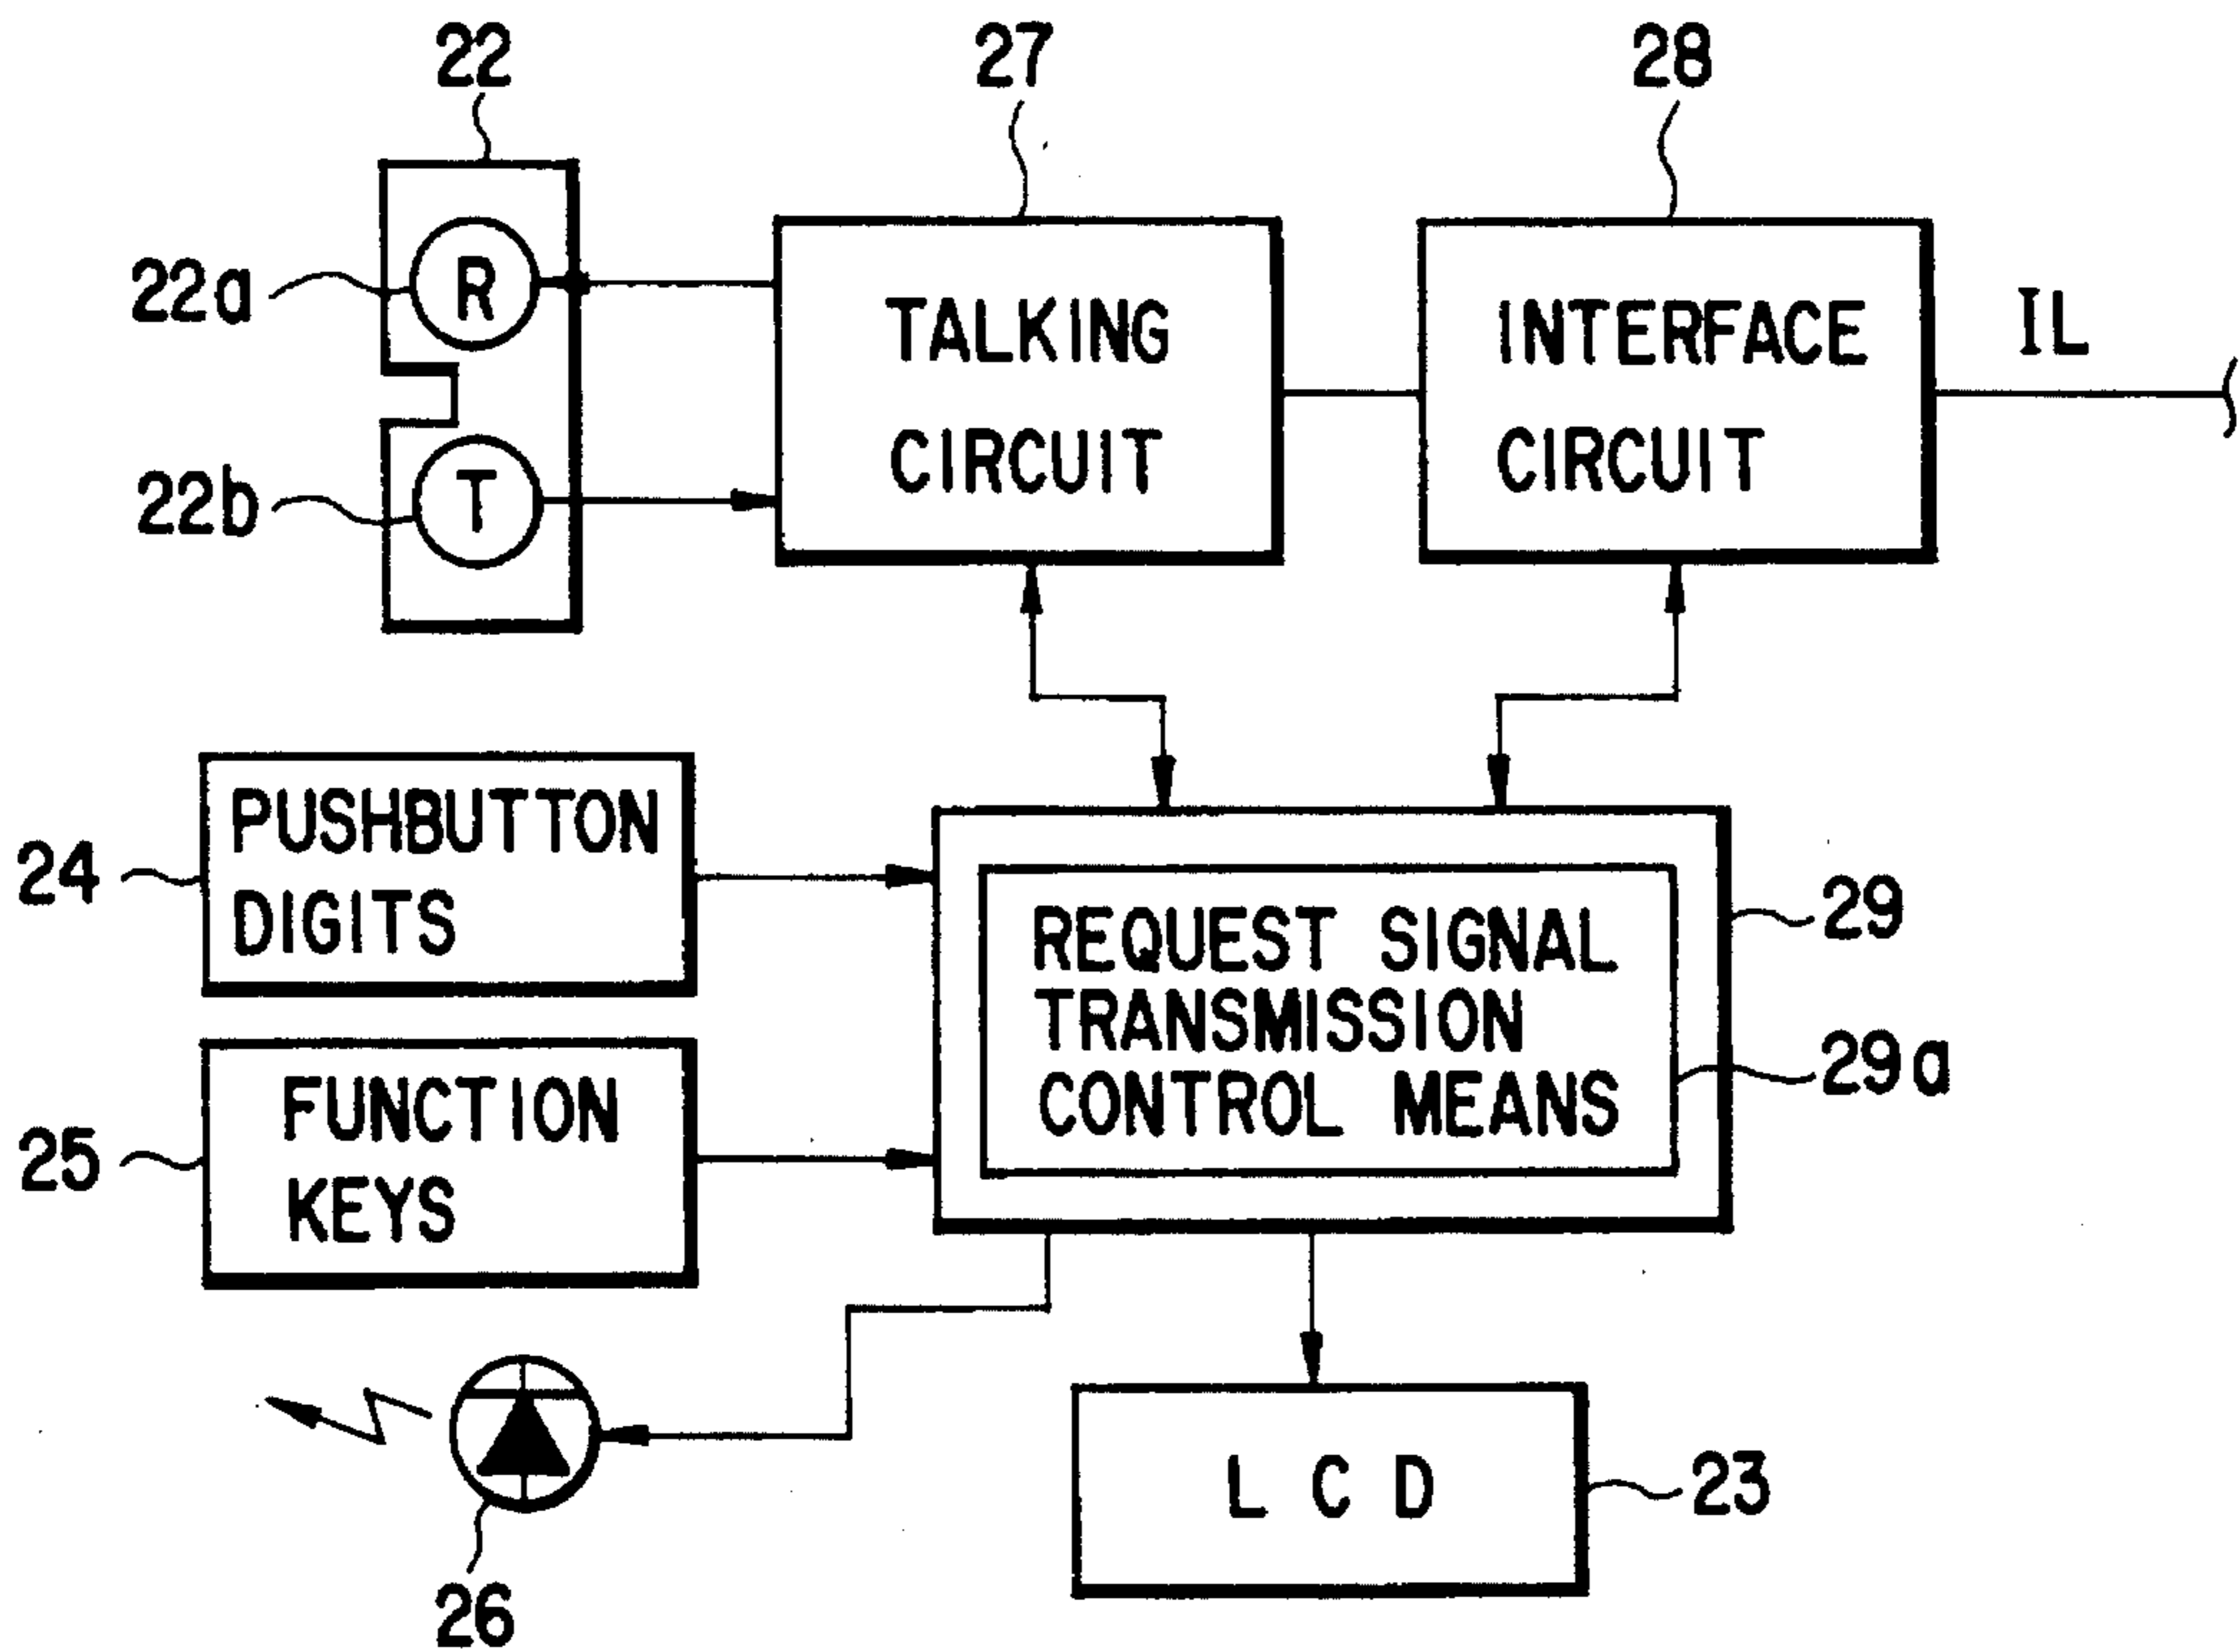 22
27
28
22a
R
TALKING
CIRCUIT
INTERFACE
CIRCUIT
IL
22b
T
24
PUSHBUTTON
DIGITS
REQUEST SIGNAL
TRANSMISSION
CONTROL MEANS
29
29a
25
FUNCTION
KEYS
26
LCD
23